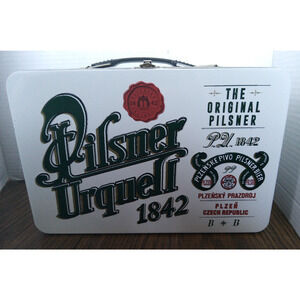 Pilsner
Urquell
1842
THE
ORIGINAL
PILSNER
P.U. 1842
PLZEŇSKÉ PIVO PILSNER BIER
PLZEŇSKÝ PRAZDROJ
PLZEŇ
CZECH REPUBLIC
B B